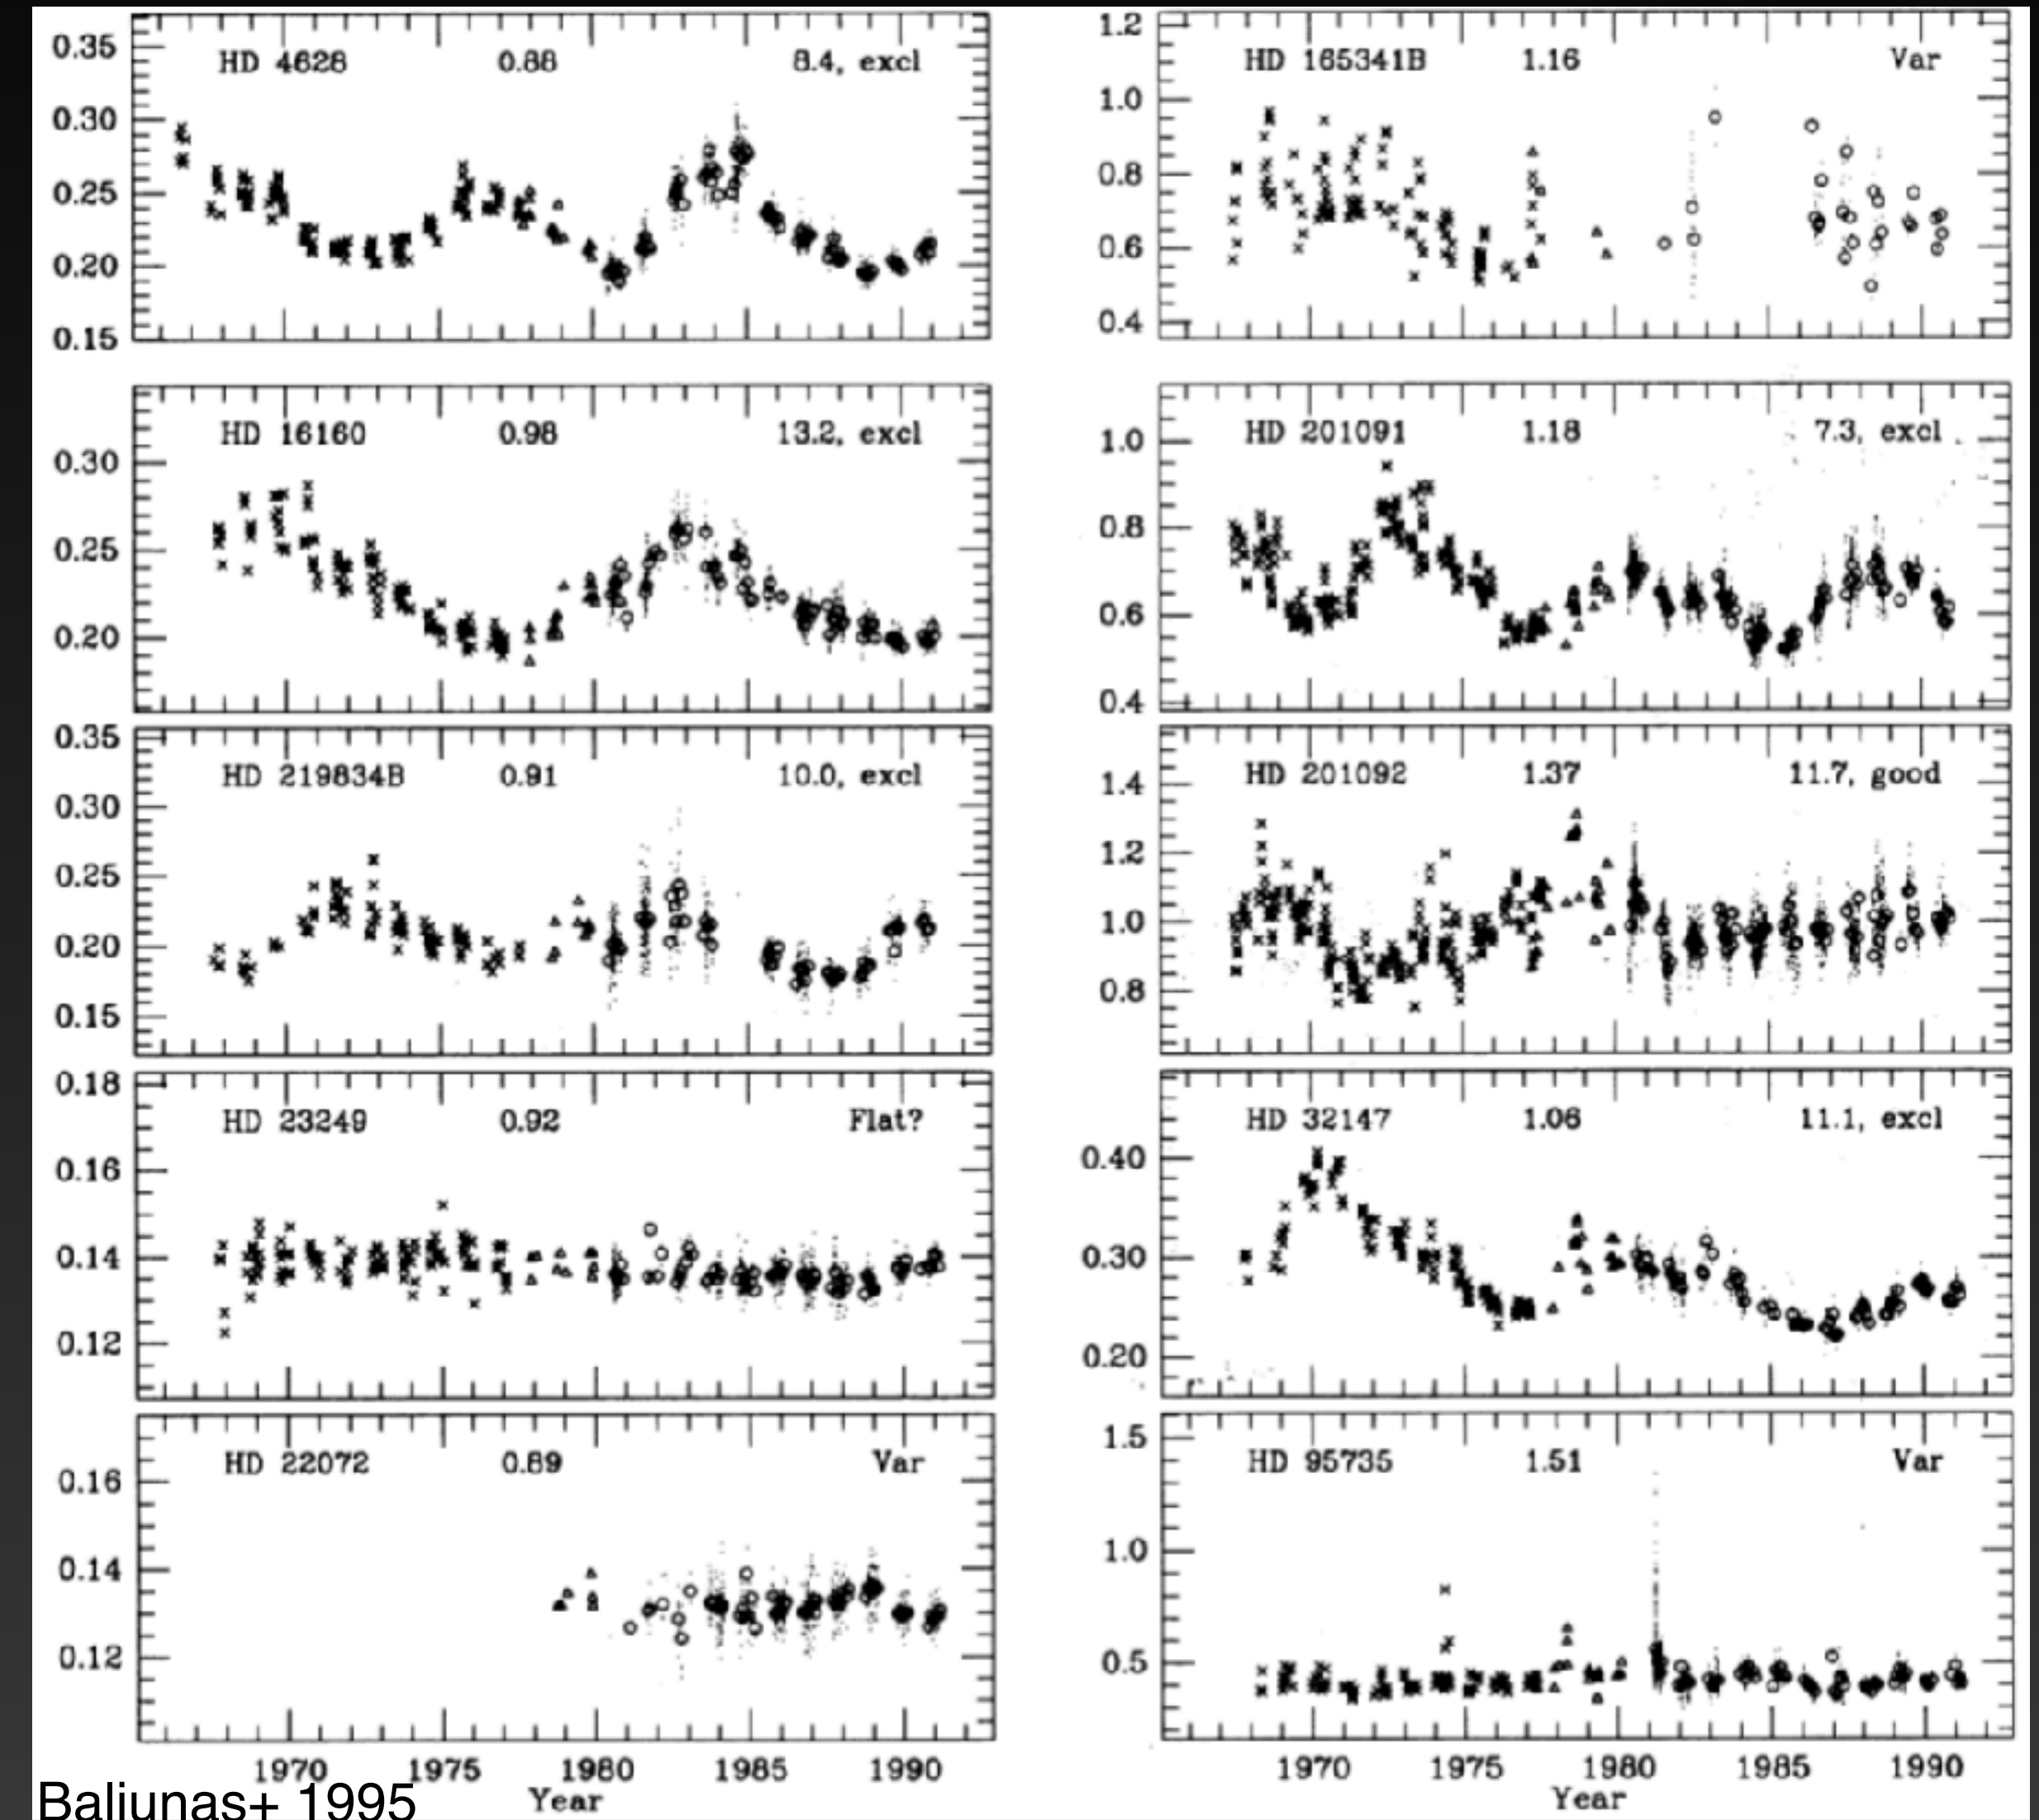 HD 4628 0.88 8.4, excl
0.35
0.30
0.25
0.20
0.15
HD 16160 0.98 13.2, excl
0.30
0.25
0.20
HD 219834B 0.91 10.0, excl
0.35
0.30
0.25
0.20
0.15
HD 23249 0.92 Flat?
0.18
0.16
0.14
0.12
HD 22072 0.89 Var
0.16
0.14
0.12
1970 1975 1980 1985 1990
Year
HD 165341B 1.16 Var
1.2
1.0
0.8
0.6
0.4
HD 201091 1.18 7.3, excl
1.0
0.8
0.6
0.4
HD 201092 1.37 11.7, good
1.4
1.2
1.0
0.8
HD 32147 1.06 11.1, excl
0.40
0.30
0.20
HD 95735 1.51 Var
1.5
1.0
0.5
1970 1975 1980 1985 1990
Year
Baliunas+ 1995